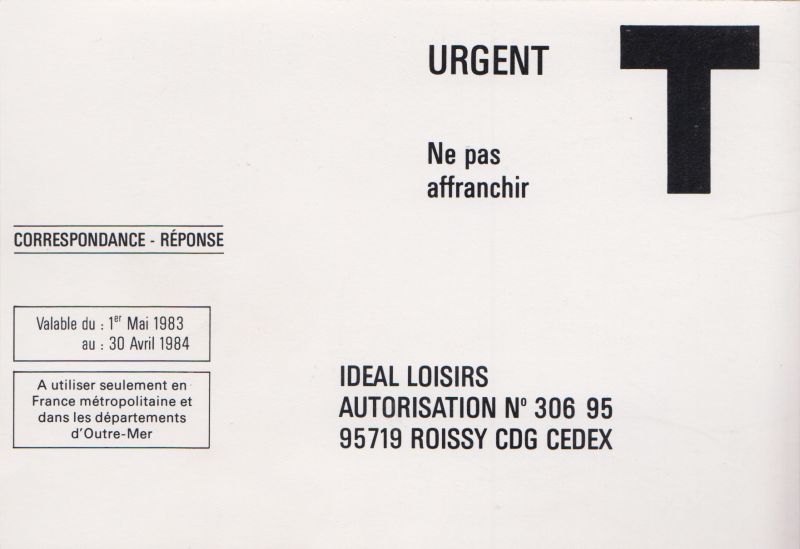 URGENT
T
Ne pas
affranchir
CORRESPONDANCE - RÉPONSE
Valable du : 1er Mai 1983
au : 30 Avril 1984
A utiliser seulement en
France métropolitaine et
dans les départements
d'Outre-Mer
IDEAL LOISIRS
AUTORISATION Nº 306 95
95719 ROISSY CDG CEDEX